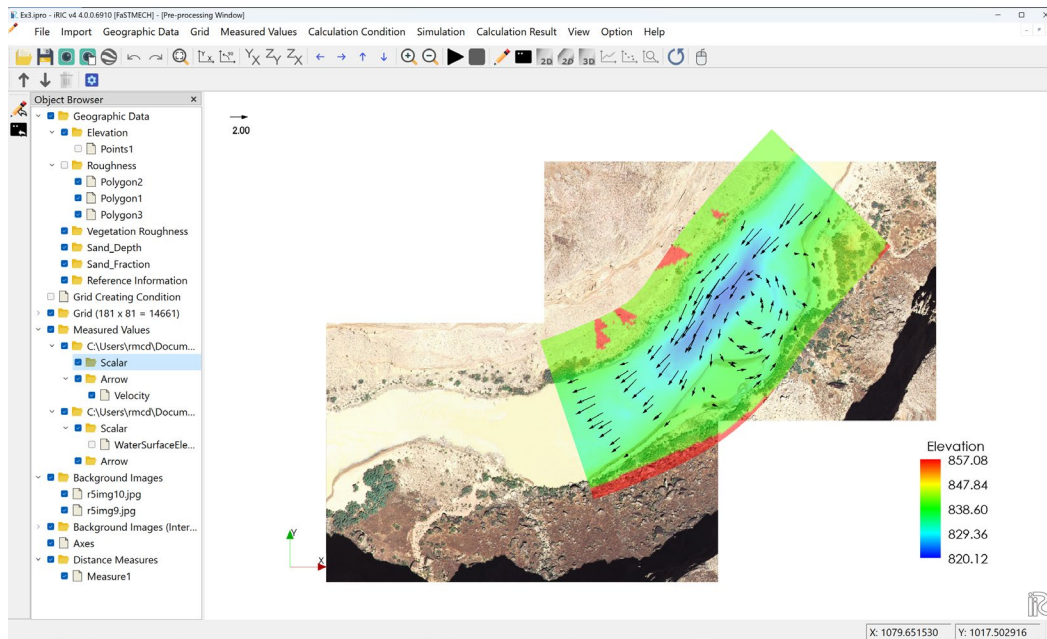 Ex3.ipro - iRIC v4 4.0.0.6910 [FaSTMECH] - [Pre-processing Window]
File Import Geographic Data Grid Measured Values Calculation Condition Simulation Calculation Result View Option Help
2D 2D 3D
Object Browser
Geographic Data
Elevation
Points1
Roughness
Polygon2
Polygon1
Polygon3
Vegetation Roughness
Sand_Depth
Sand_Fraction
Reference Information
Grid Creating Condition
Grid (181 x 81 = 14661)
Measured Values
C:\Users\rmcd\Docum...
Scalar
Arrow
Velocity
C:\Users\rmcd\Docum...
Scalar
WaterSurfaceEle...
Arrow
Background Images
r5img10.jpg
r5img9.jpg
Background Images (Inter...
Axes
Distance Measures
Measure1
2.00
Y
X
Elevation
857.08
847.84
838.60
829.36
820.12
X: 1079.651530 Y: 1017.502916